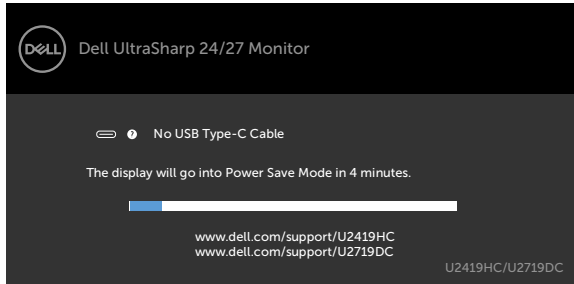 DELL Dell UltraSharp 24/27 Monitor
? No USB Type-C Cable
The display will go into Power Save Mode in 4 minutes.
www.dell.com/support/U2419HC
www.dell.com/support/U2719DC
U2419HC/U2719DC